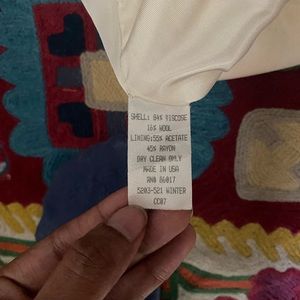 SHELL: 84% VISCOSE
16% WOOL
LINING: 55% ACETATE
45% RAYON
DRY CLEAN ONLY
MADE IN USA
RN# 86017
5203-521 WINTER
CC07